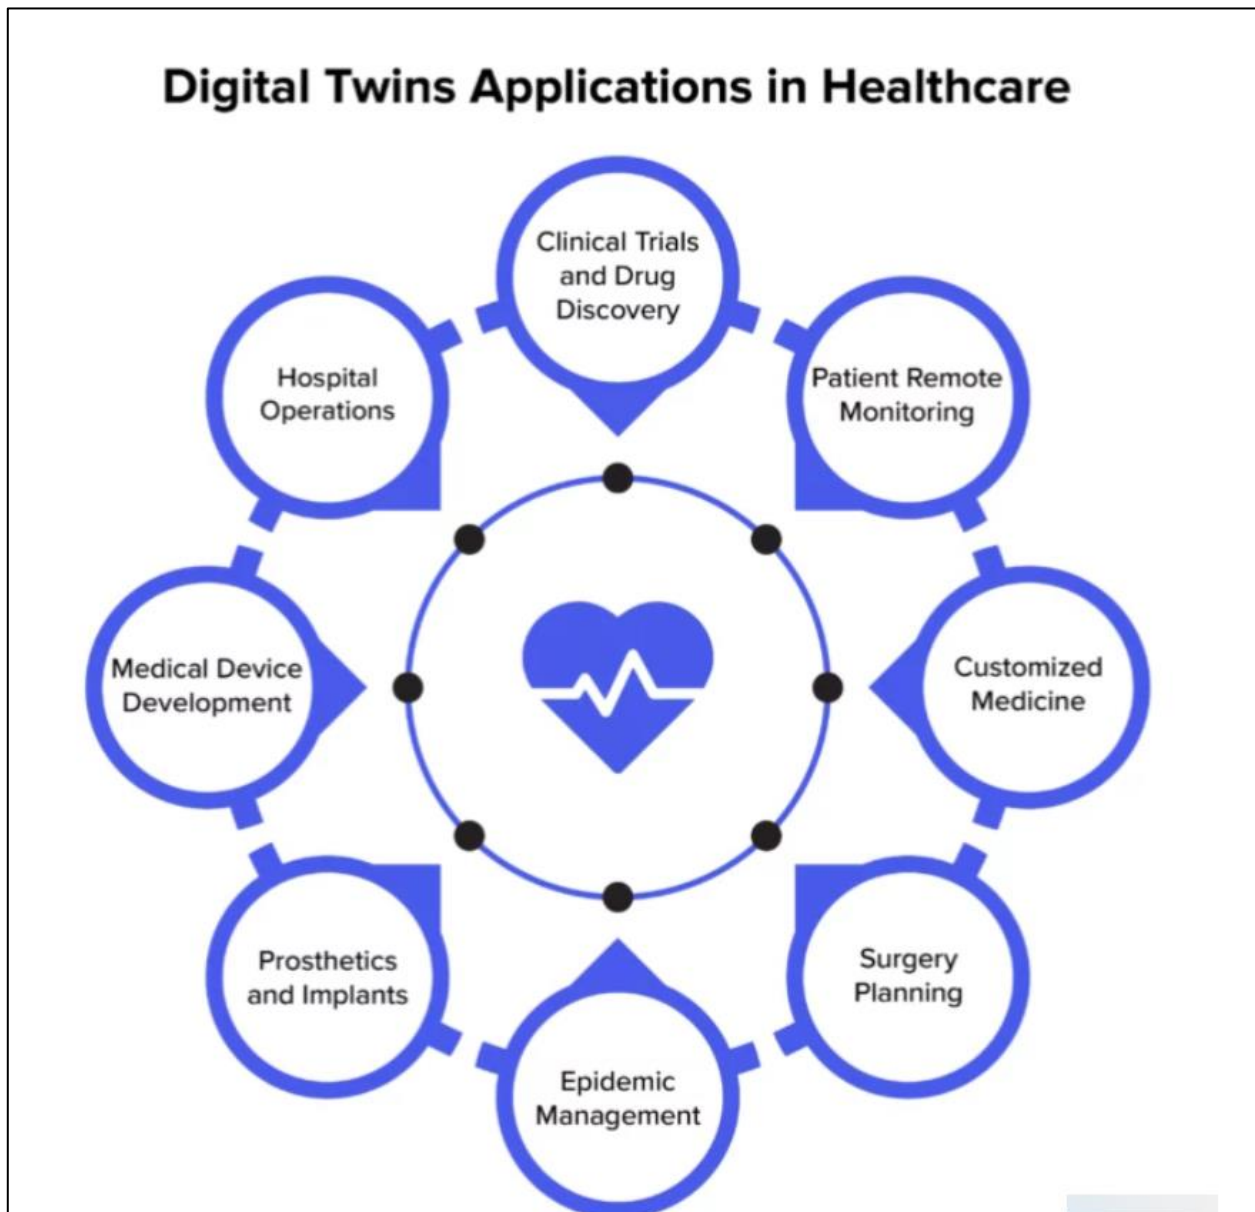 Digital Twins Applications in Healthcare
Clinical Trials
and Drug
Discovery
Patient Remote
Monitoring
Customized
Medicine
Surgery
Planning
Epidemic
Management
Prosthetics
and Implants
Medical Device
Development
Hospital
Operations